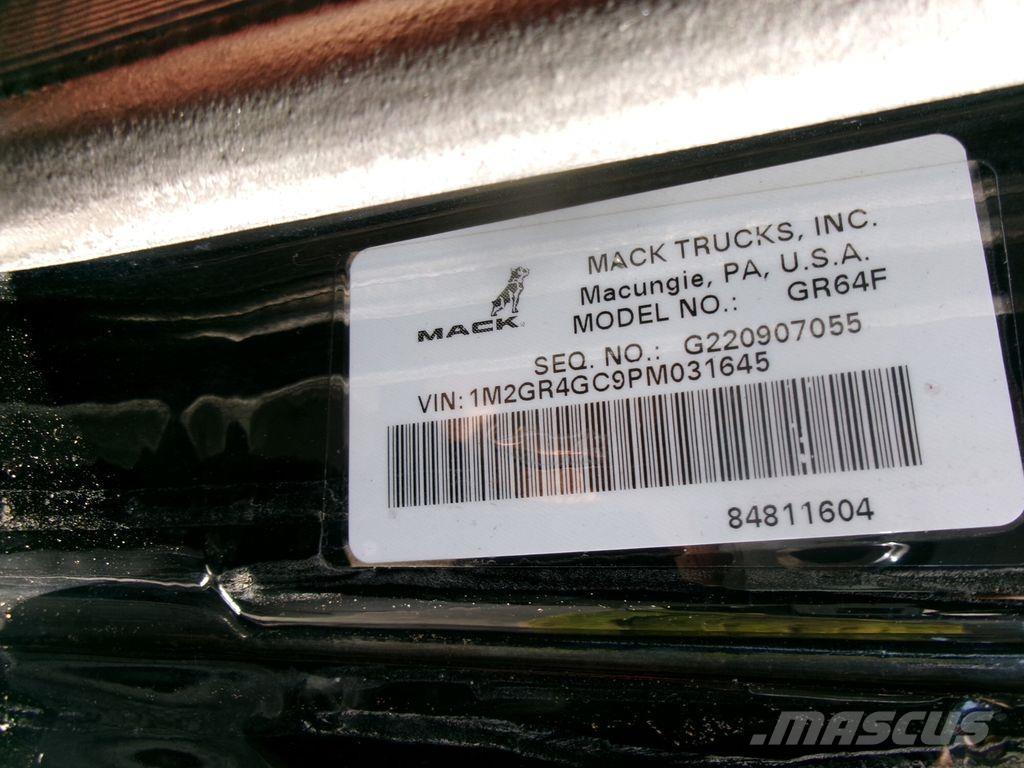 MACK TRUCKS, INC.
Macungie, PA, U.S.A.
MACK
MODEL NO.: GR64F
SEQ. NO.: G220907055
VIN: 1M2GR4GC9PM031645
84811604
.MASCUS